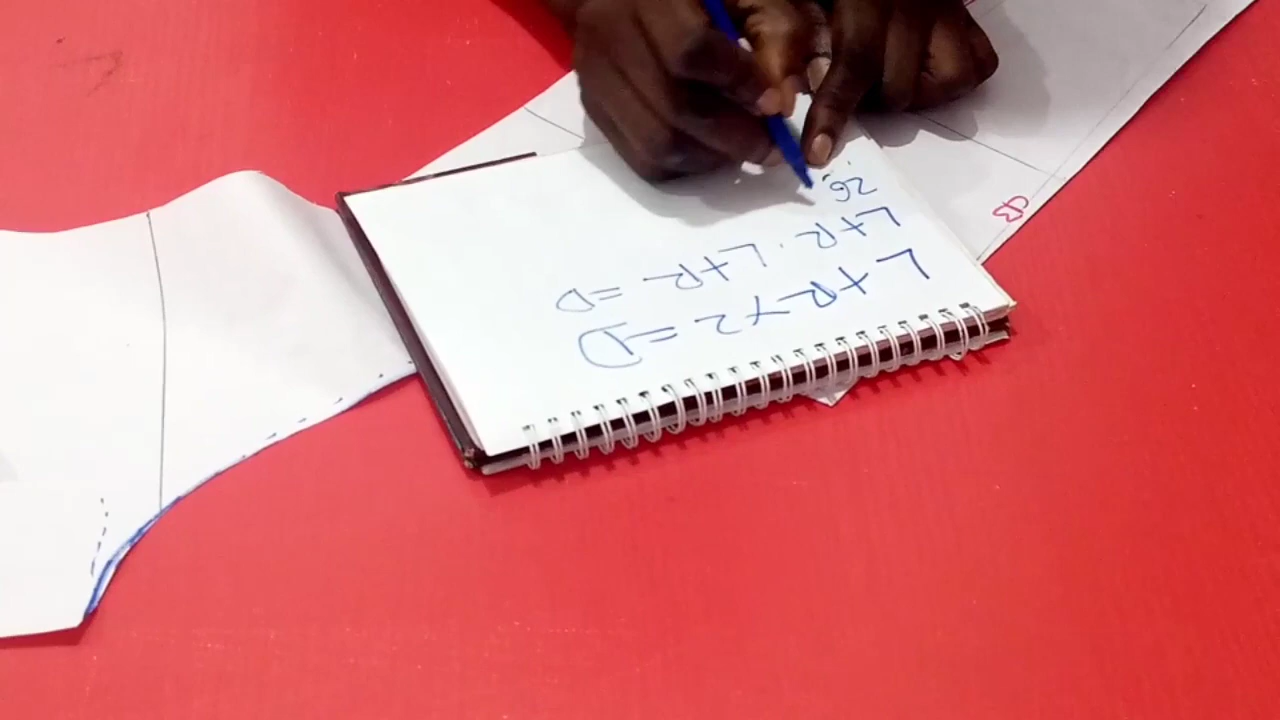 L+R×2 = D
L+R · L+R = D
26